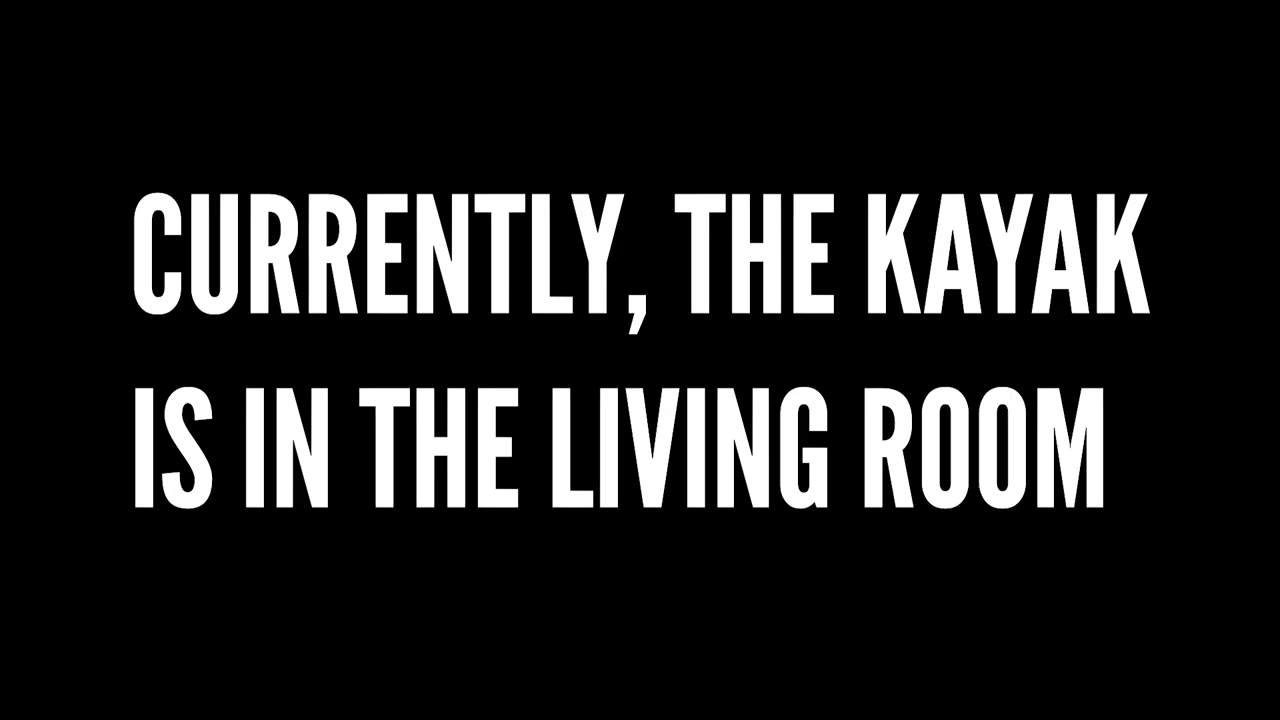 CURRENTLY, THE KAYAK
IS IN THE LIVING ROOM